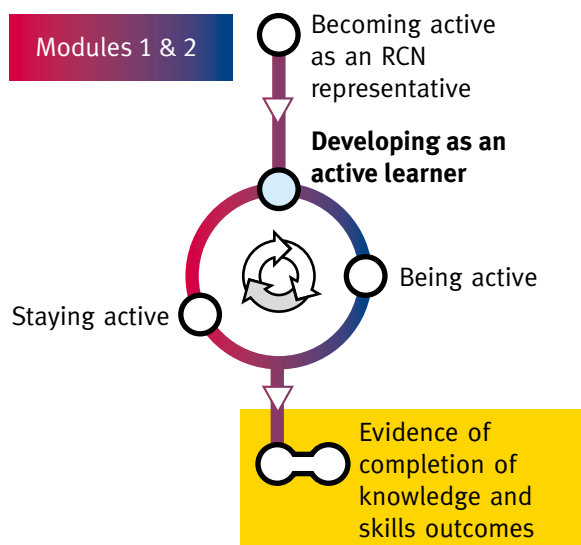 Modules 1 & 2
Becoming active
as an RCN
representative
Developing as an
active learner
Being active
Staying active
Evidence of
completion of
knowledge and
skills outcomes